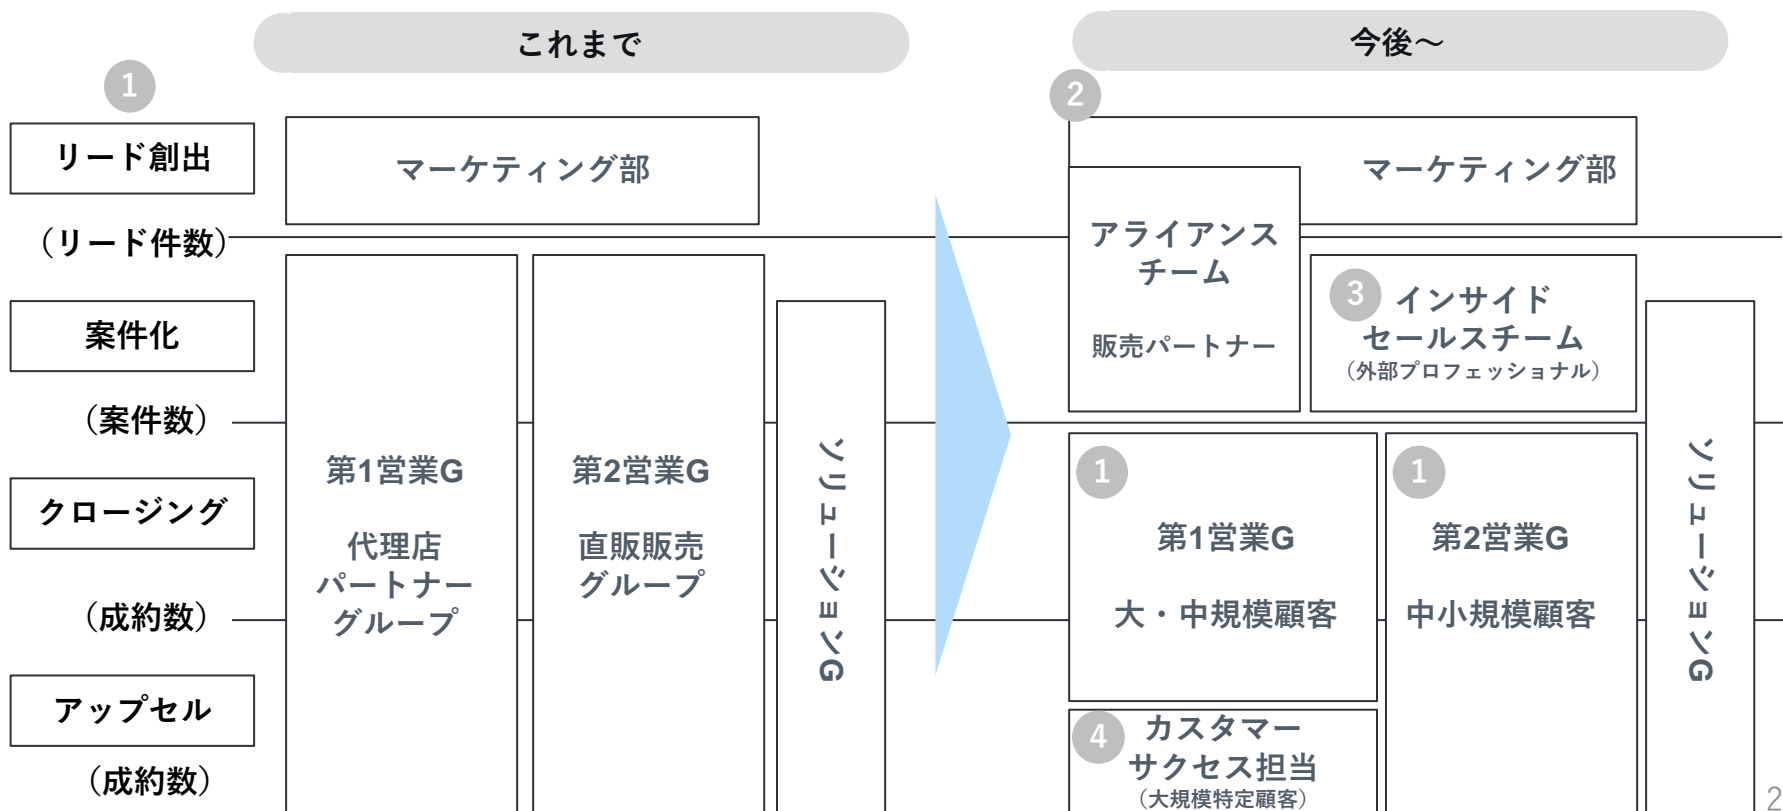 これまで
今後～
1
リード創出
(リード件数)
案件化
(案件数)
クロージング
(成約数)
アップセル
(成約数)
マーケティング部
第1営業G
代理店
パートナー
グループ
第2営業G
直販販売
グループ
ソリューションG
2
マーケティング部
アライアンス
チーム
販売パートナー
3
インサイド
セールスチーム
（外部プロフェッショナル）
1
第1営業G
大・中規模顧客
1
第2営業G
中小規模顧客
4
カスタマー
サクセス担当
（大規模特定顧客）
ソリューションG
2